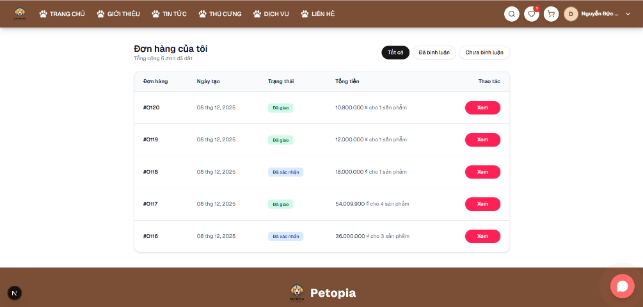 TRANG CHỦ GIỚI THIỆU TIN TỨC THÚ CƯNG DỊCH VỤ LIÊN HỆ D Nguyễn Đức ...
Đơn hàng của tôi
Tổng cộng 5 đơn đã đặt
Tất cả Đã bình luận Chưa bình luận
Đơn hàng Ngày tạo Trạng thái Tổng tiền Thao tác
#0120 08 thg 12, 2025 Đã giao 10.900.000 ₫ cho 1 sản phẩm Xem
#0119 08 thg 12, 2025 Đã giao 12.000.000 ₫ cho 1 sản phẩm Xem
#0118 08 thg 12, 2025 Đã xác nhận 18.000.000 ₫ cho 1 sản phẩm Xem
#0117 08 thg 12, 2025 Đã giao 54.009.900 ₫ cho 4 sản phẩm Xem
#0116 08 thg 12, 2025 Đã xác nhận 36.000.000 ₫ cho 3 sản phẩm Xem
N
Petopia